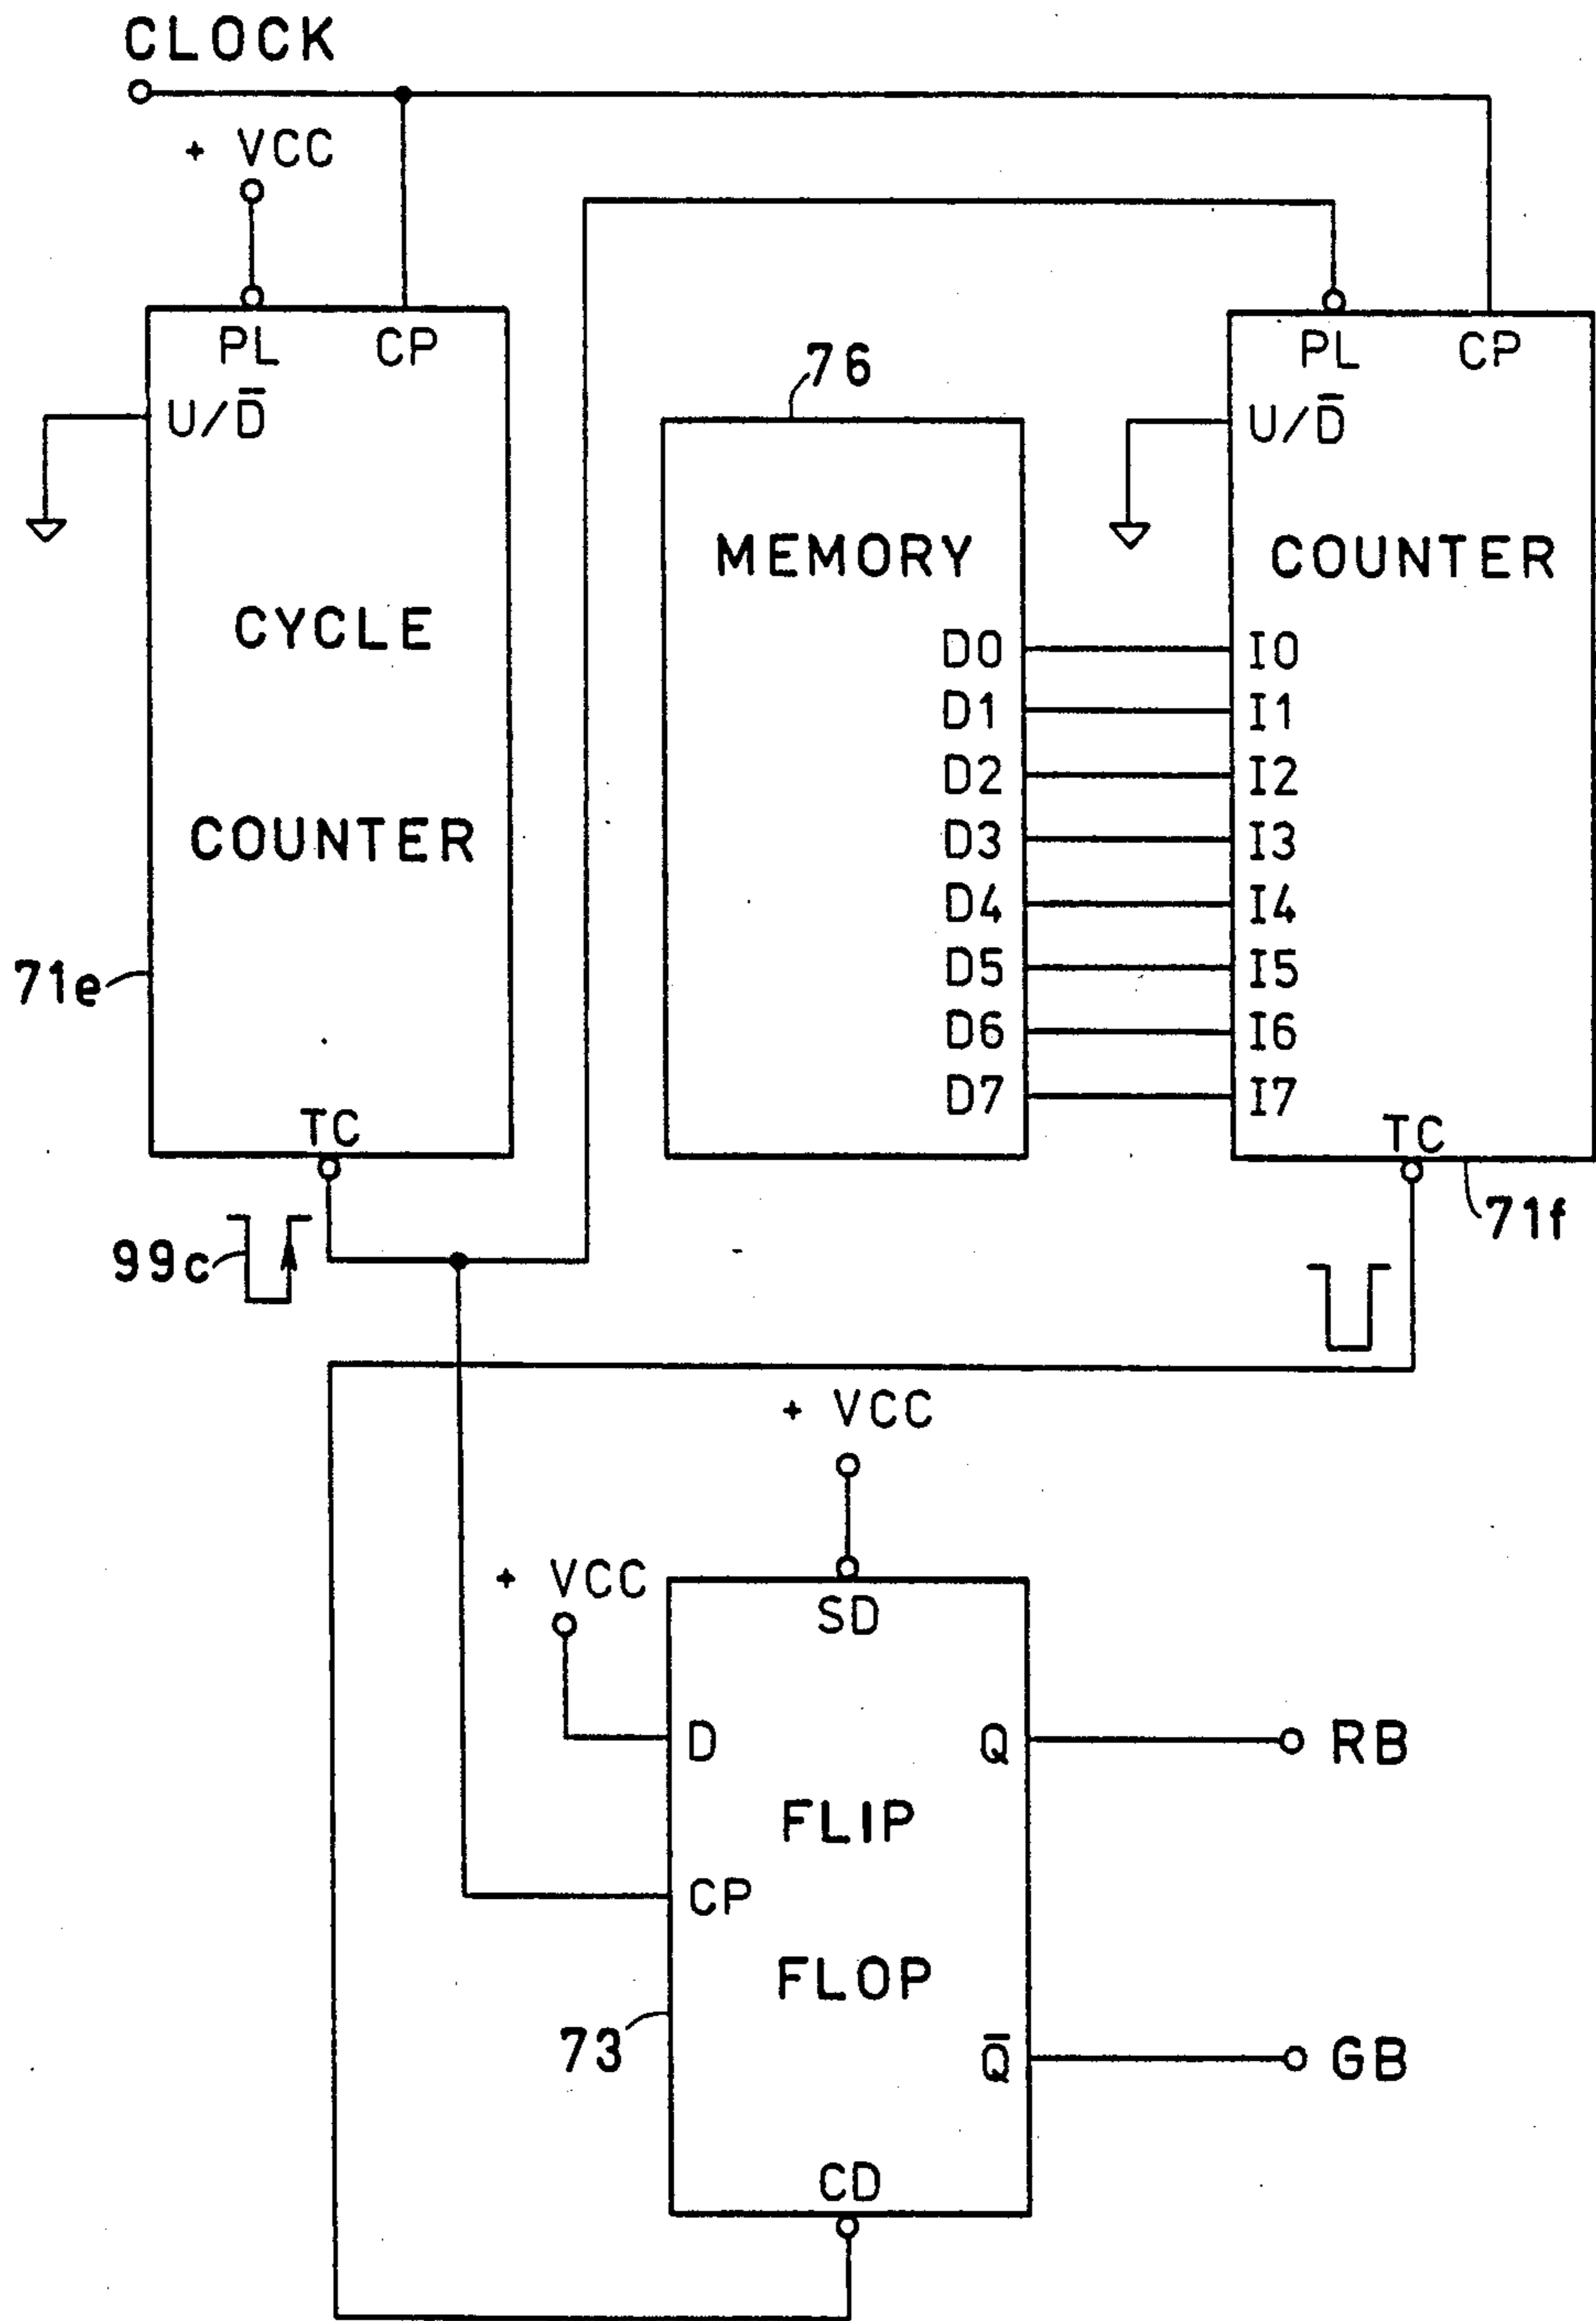 CLOCK
+ VCC
PL CP
U/D̅
CYCLE
COUNTER
71e
TC
99c
76
MEMORY
D0
D1
D2
D3
D4
D5
D6
D7
PL CP
U/D̅
COUNTER
I0
I1
I2
I3
I4
I5
I6
I7
TC
71f
+ VCC
+ VCC
SD
D
Q
RB
FLIP
CP
FLOP
73
Q̅
GB
CD